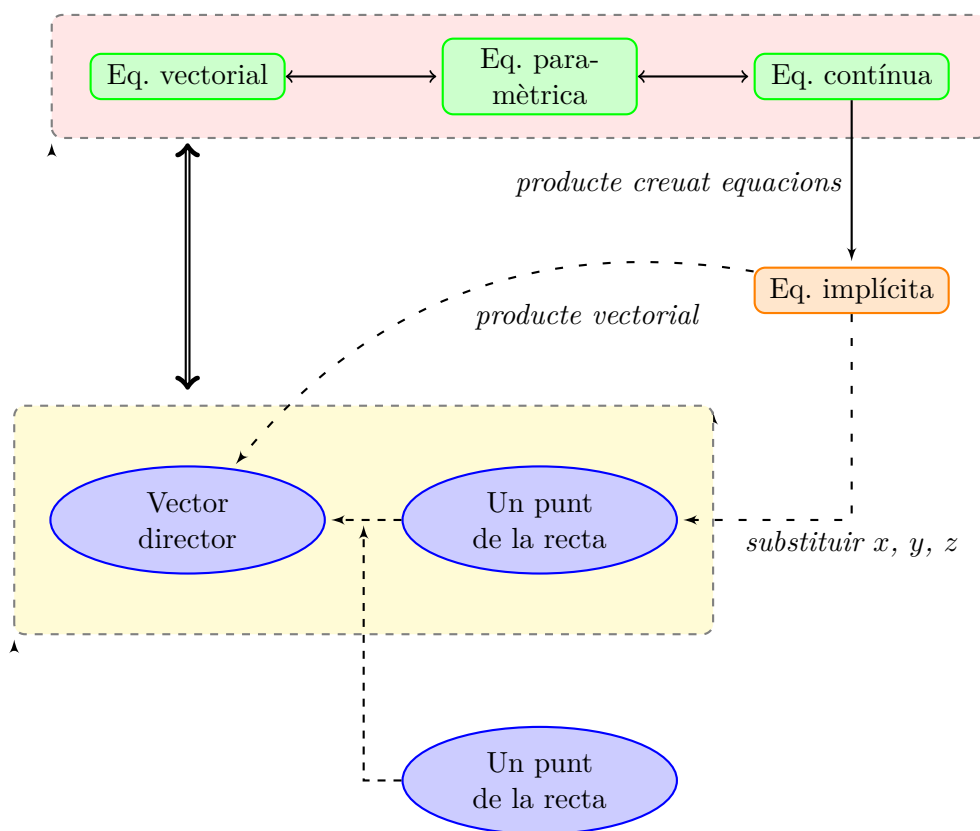 Eq. vectorial
Eq. para-
mètrica
Eq. contínua
producte creuat equacions
Eq. implícita
producte vectorial
Vector
director
Un punt
de la recta
substituir x, y, z
Un punt
de la recta